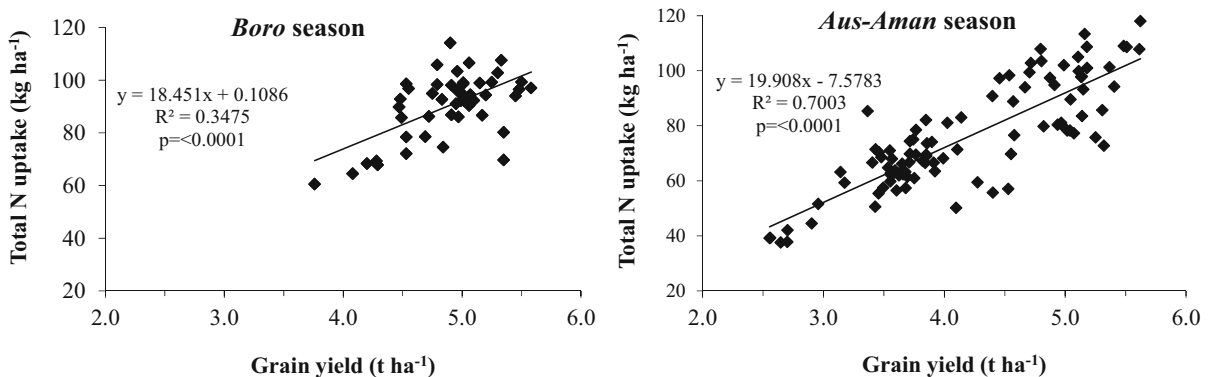 Boro season
Total N uptake (kg ha⁻¹)
120
100
80
60
40
20
y = 18.451x + 0.1086
R² = 0.3475
p=<0.0001
2.0 3.0 4.0 5.0 6.0
Grain yield (t ha⁻¹)
Aus-Aman season
Total N uptake (kg ha⁻¹)
120
100
80
60
40
20
y = 19.908x - 7.5783
R² = 0.7003
p=<0.0001
2.0 3.0 4.0 5.0 6.0
Grain yield (t ha⁻¹)